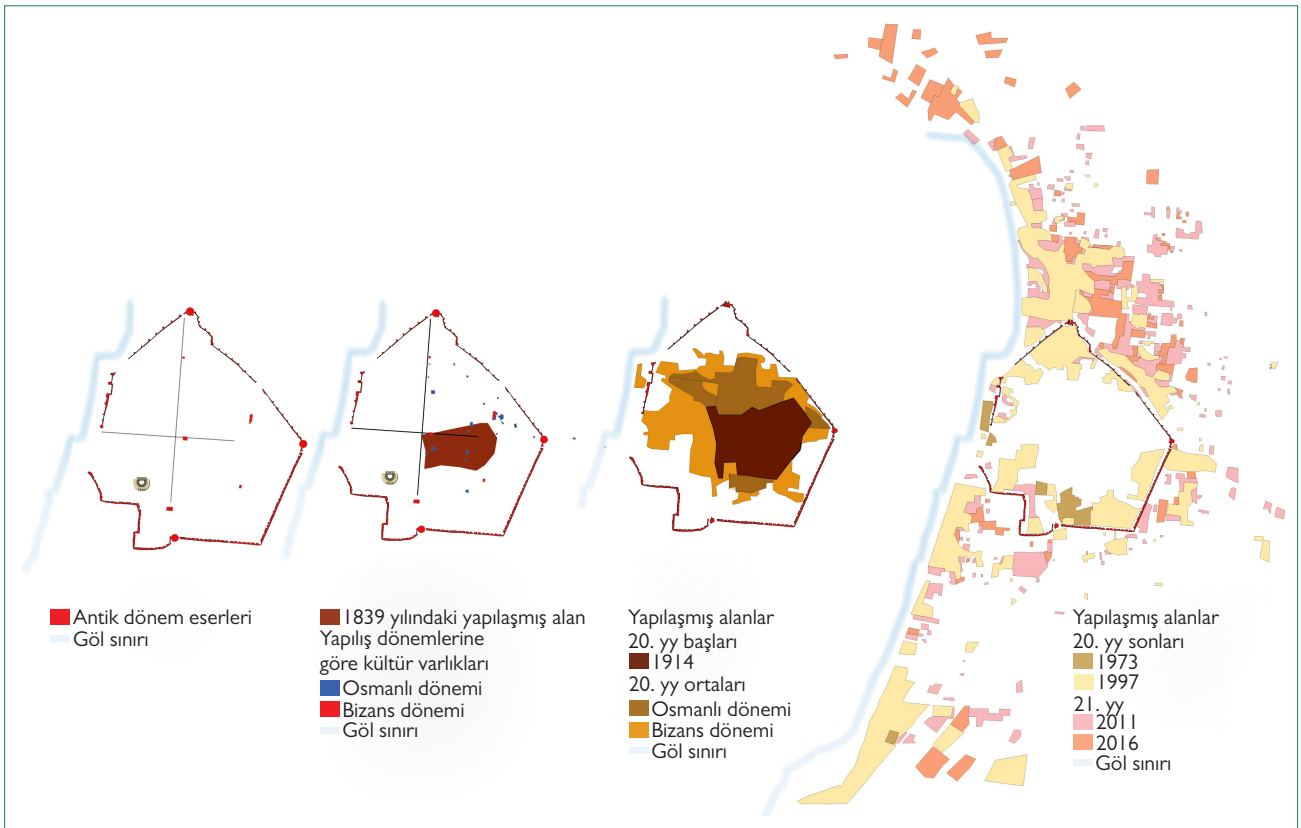 Antik dönem eserleri
Göl sınırı
1839 yılındaki yapılaşmış alan
Yapılış dönemlerine
göre kültür varlıkları
Osmanlı dönemi
Bizans dönemi
Göl sınırı
Yapılaşmış alanlar
20. yy başları
1914
20. yy ortaları
Osmanlı dönemi
Bizans dönemi
Göl sınırı
Yapılaşmış alanlar
20. yy sonları
1973
1997
21. yy
2011
2016
Göl sınırı